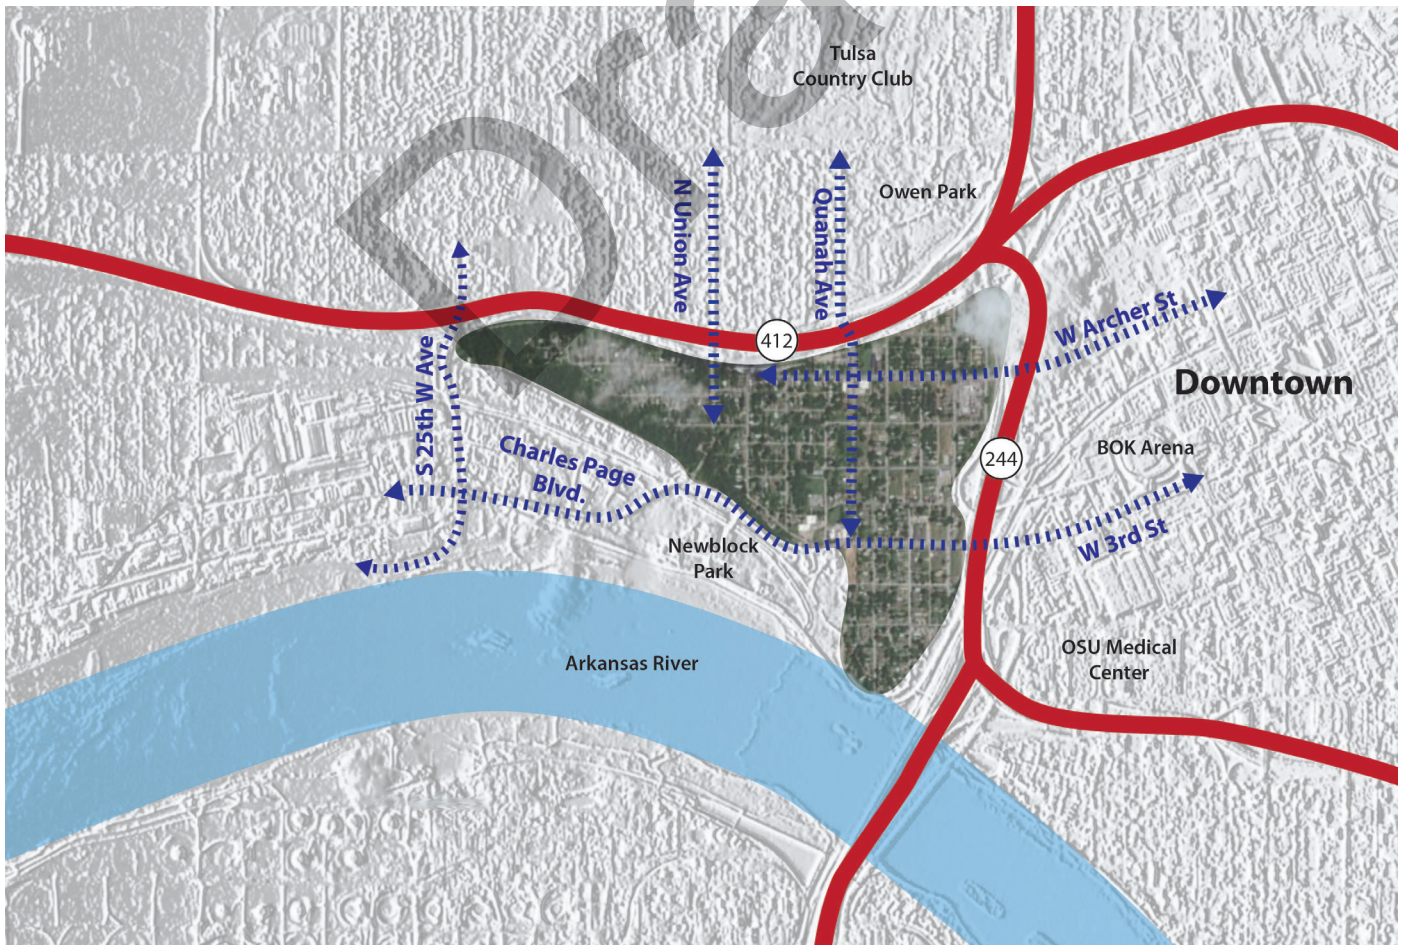 Dra
Tulsa
Country Club
Owen Park
N Union Ave
Quanah Ave
W Archer St
412
S 25th W Ave
Downtown
BOK Arena
244
Charles Page
Blvd.
W 3rd St
Newblock
Park
Arkansas River
OSU Medical
Center